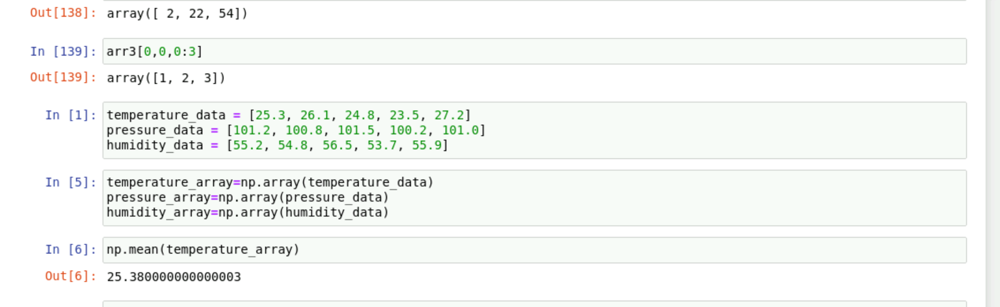 Out[138]: array([ 2, 22, 54])
In [139]: arr3[0,0,0:3]
Out[139]: array([1, 2, 3])
In [1]: temperature_data = [25.3, 26.1, 24.8, 23.5, 27.2]
pressure_data = [101.2, 100.8, 101.5, 100.2, 101.0]
humidity_data = [55.2, 54.8, 56.5, 53.7, 55.9]
In [5]: temperature_array=np.array(temperature_data)
pressure_array=np.array(pressure_data)
humidity_array=np.array(humidity_data)
In [6]: np.mean(temperature_array)
Out[6]: 25.380000000000003